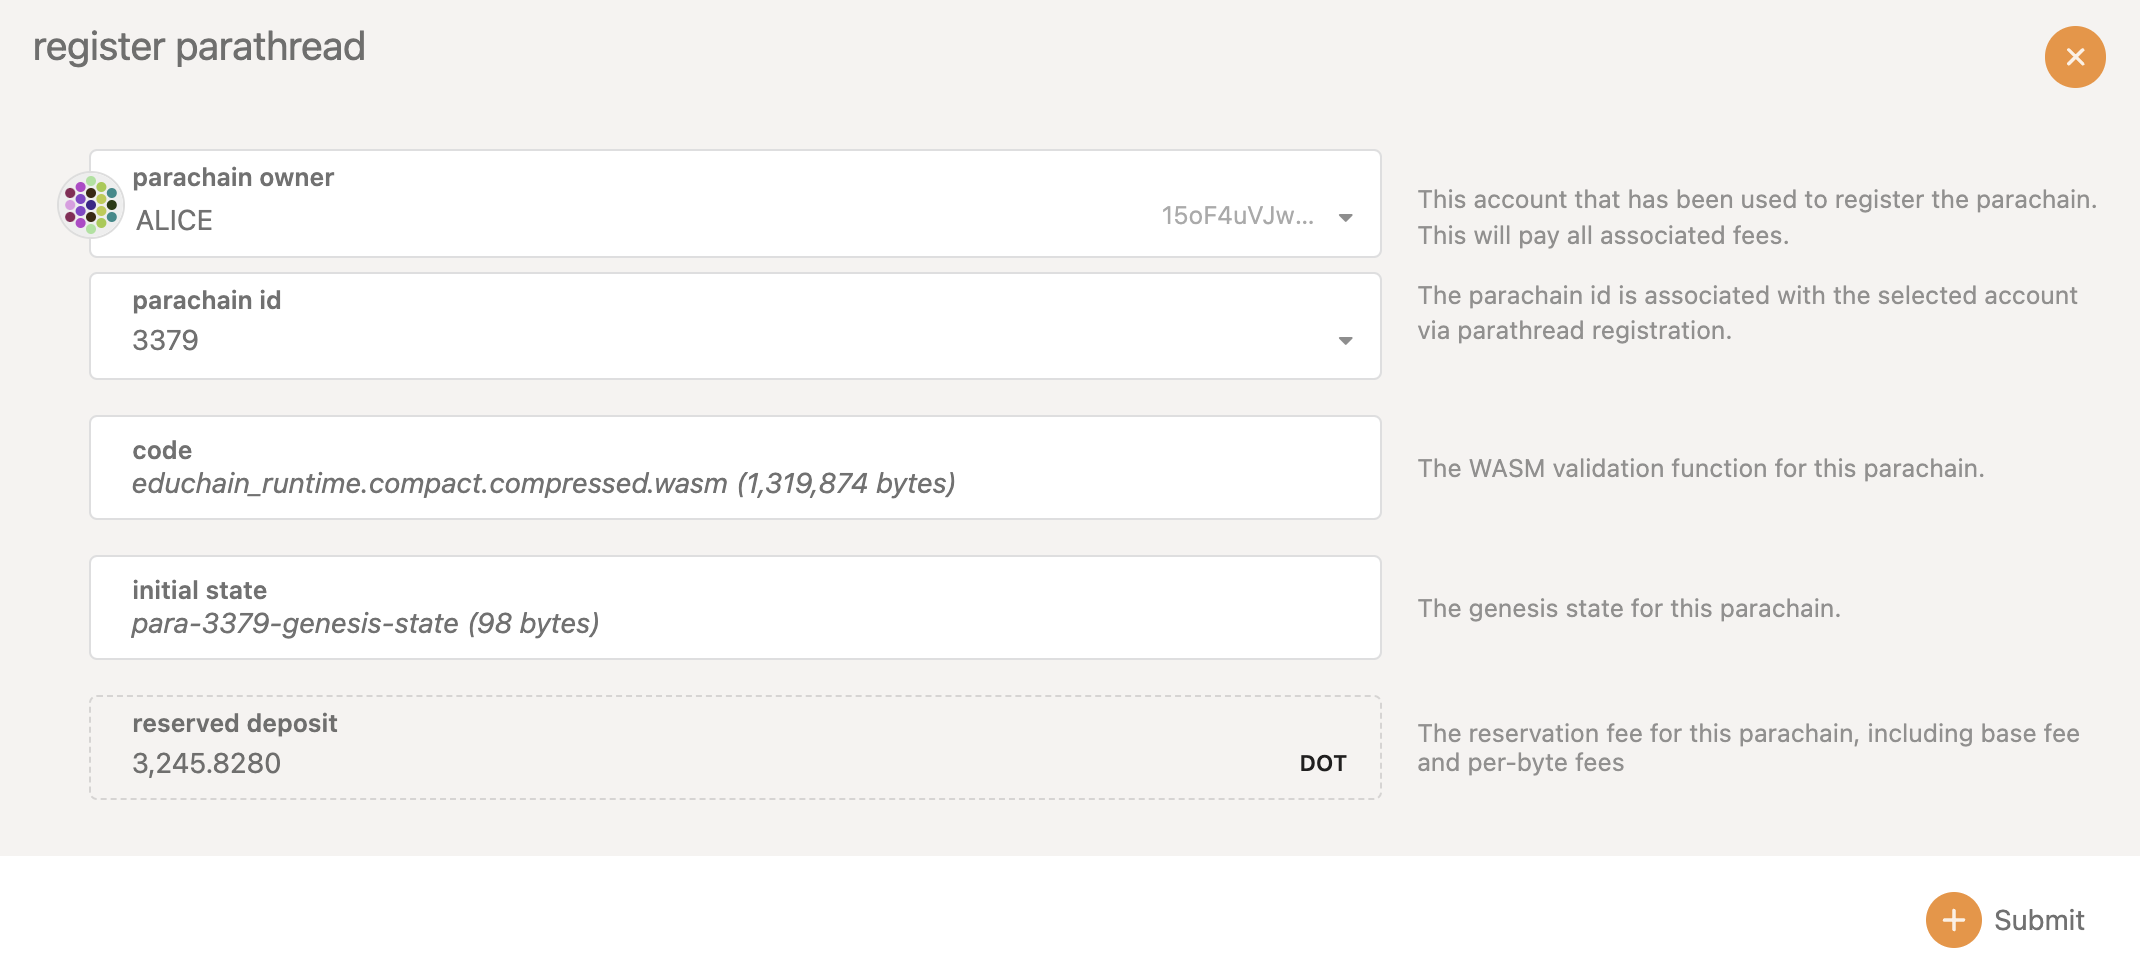 register parathread
parachain owner
ALICE
15oF4uVJw...
This account that has been used to register the parachain.
This will pay all associated fees.
parachain id
3379
The parachain id is associated with the selected account
via parathread registration.
code
educhain_runtime.compact.compressed.wasm (1,319,874 bytes)
The WASM validation function for this parachain.
initial state
para-3379-genesis-state (98 bytes)
The genesis state for this parachain.
reserved deposit
3,245.8280
DOT
The reservation fee for this parachain, including base fee
and per-byte fees
Submit